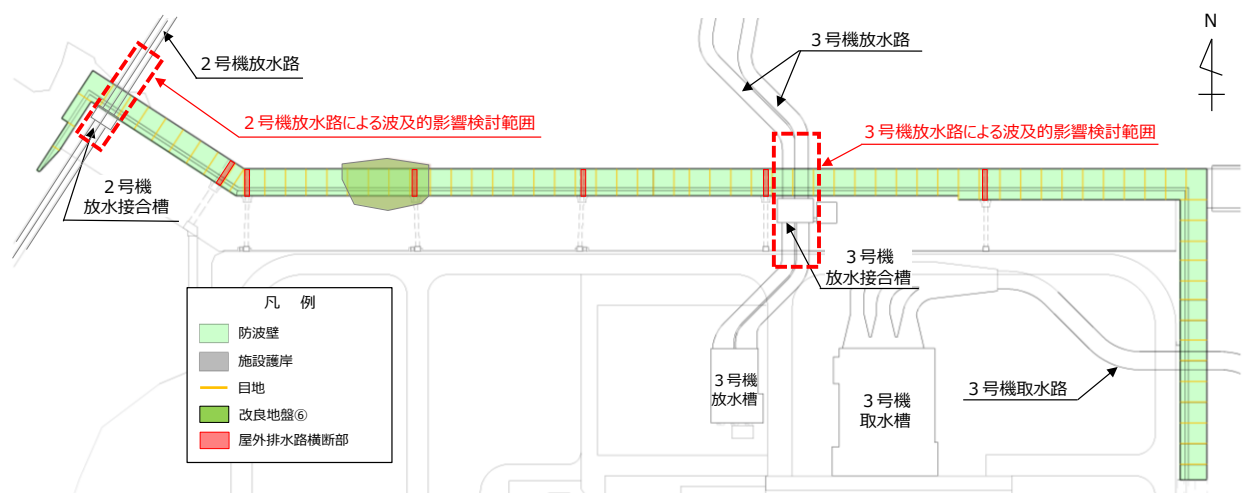 2号機放水路
3号機放水路
N
2号機放水路による波及的影響検討範囲
3号機放水路による波及的影響検討範囲
2号機
放水接合槽
3号機
放水接合槽
凡 例
防波壁
施設護岸
目地
改良地盤⑥
屋外排水路横断部
3号機
放水槽
3号機
取水槽
3号機取水路